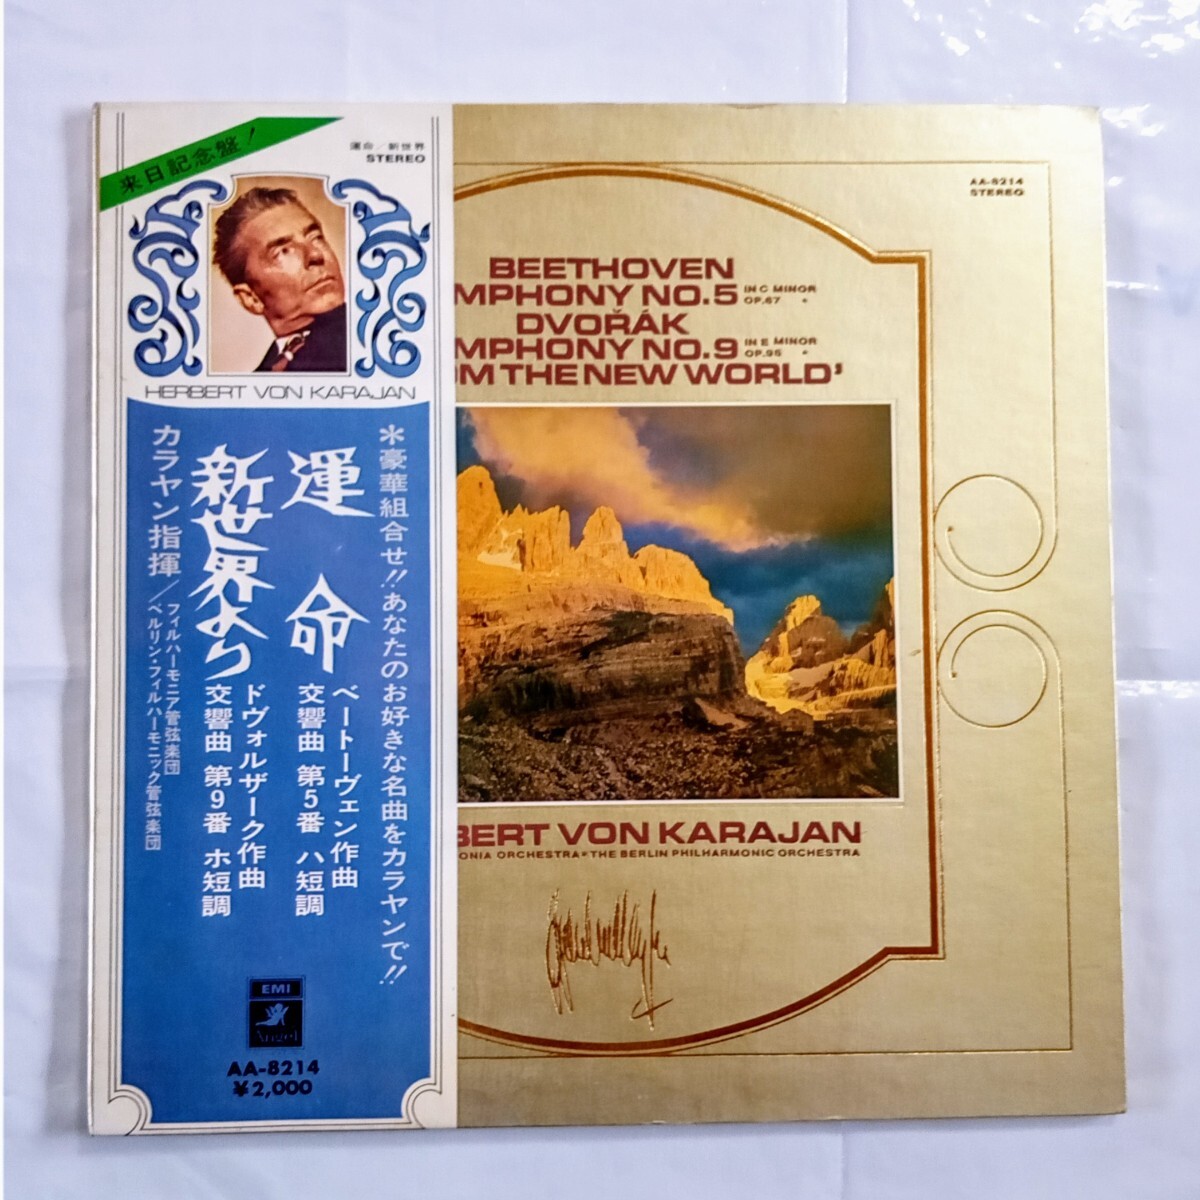 来日記念盤!
運命/新世界
STEREO
HERBERT VON KARAJAN
*豪華組合せ!!あなたのお好きな名曲をカラヤンで!!
運命
ベートーヴェン作曲
交響曲 第5番 ハ短調
新世界より
ドヴォルザーク作曲
交響曲 第9番 ホ短調
カラヤン指揮/
フィルハーモニア管弦楽団
ベルリン・フィルハーモニック管弦楽団
EMI
Angel
AA-8214
¥2,000
AA-8214
STEREO
BEETHOVEN
MPHONY NO.5 IN C MINOR OP.67
DVOŘÁK
MPHONY NO.9 IN E MINOR OP.95
OM THE NEW WORLD'
BERT VON KARAJAN
ONIA ORCHESTRA*THE BERLIN PHILHARMONIC ORCHESTRA